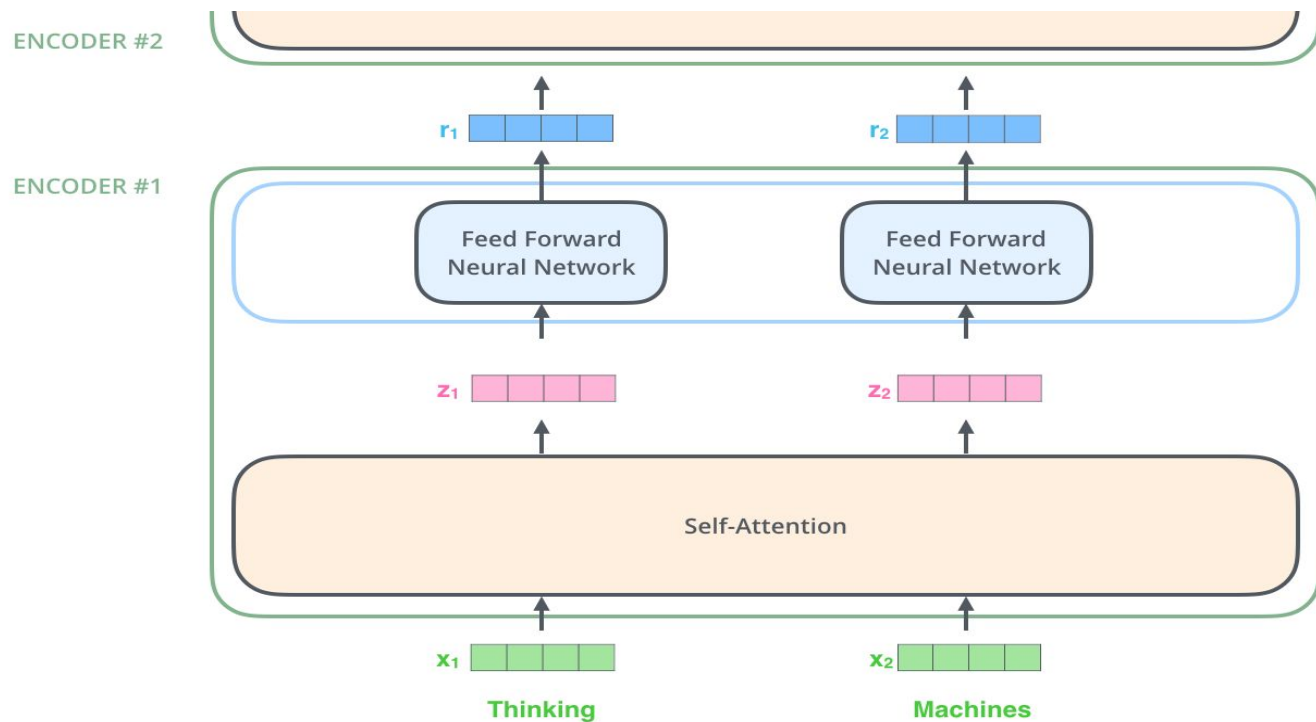 ENCODER #2
r₁
r₂
ENCODER #1
Feed Forward
Neural Network
Feed Forward
Neural Network
z₁
z₂
Self-Attention
x₁
x₂
Thinking
Machines